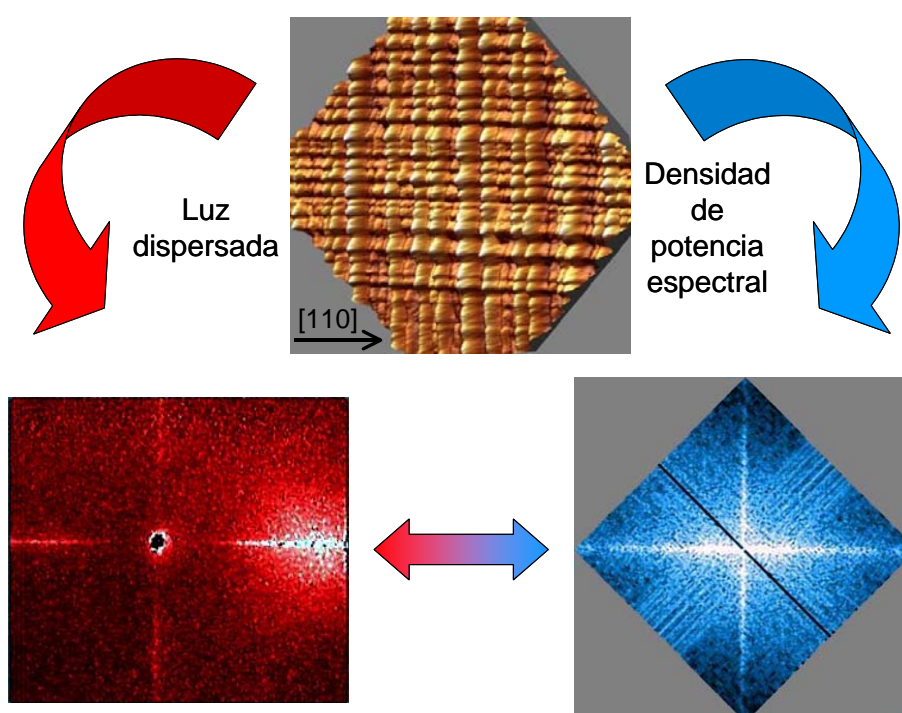 Luz
dispersada
Densidad
de
potencia
espectral
[110]